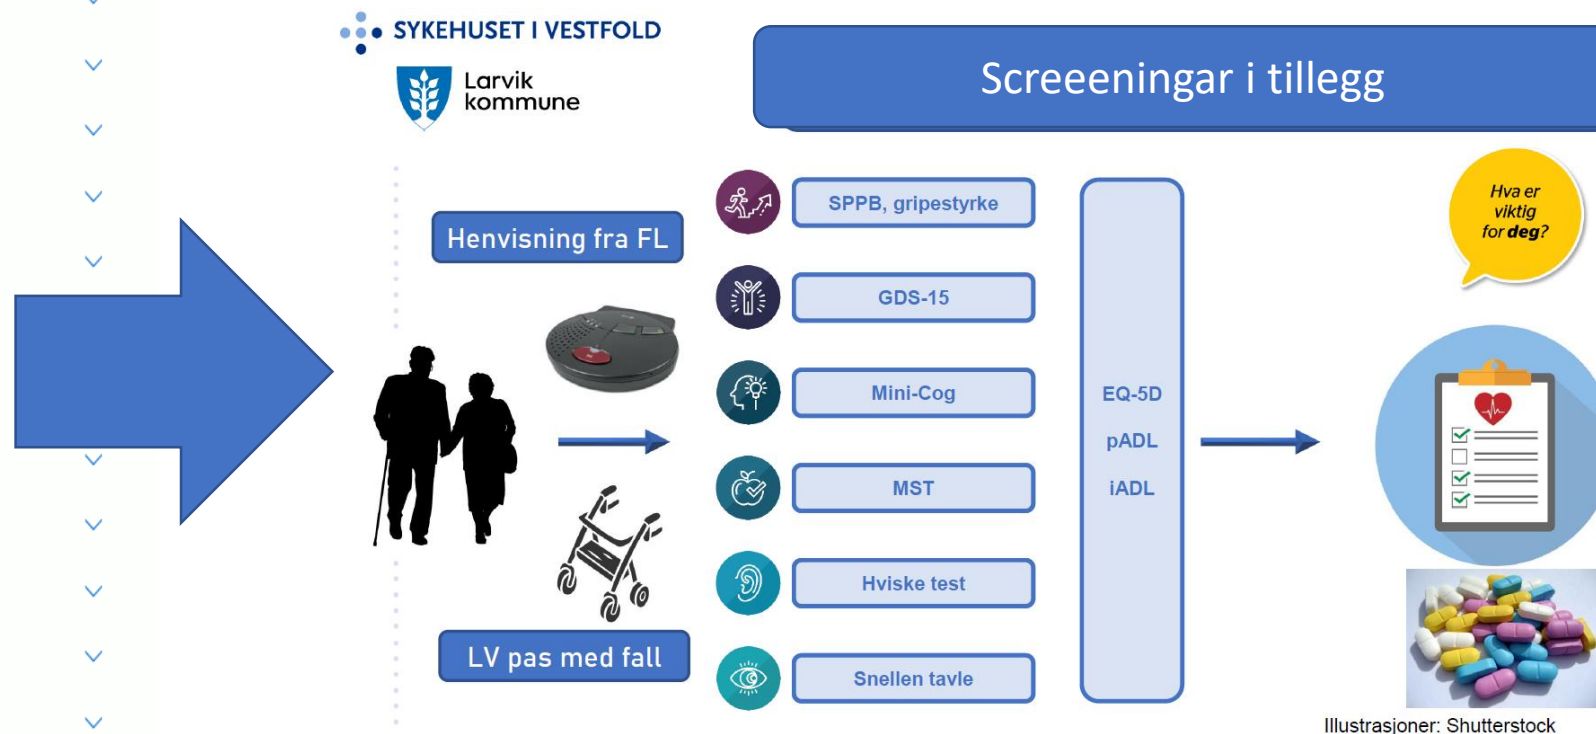 SYKEHUSET I VESTFOLD
Larvik
kommune
Screeeningar i tillegg
Henvisning fra FL
LV pas med fall
SPPB, gripestyrke
GDS-15
Mini-Cog
MST
Hviske test
Snellen tavle
EQ-5D
pADL
iADL
Hva er
viktig
for deg?
Illustrasjoner: Shutterstock